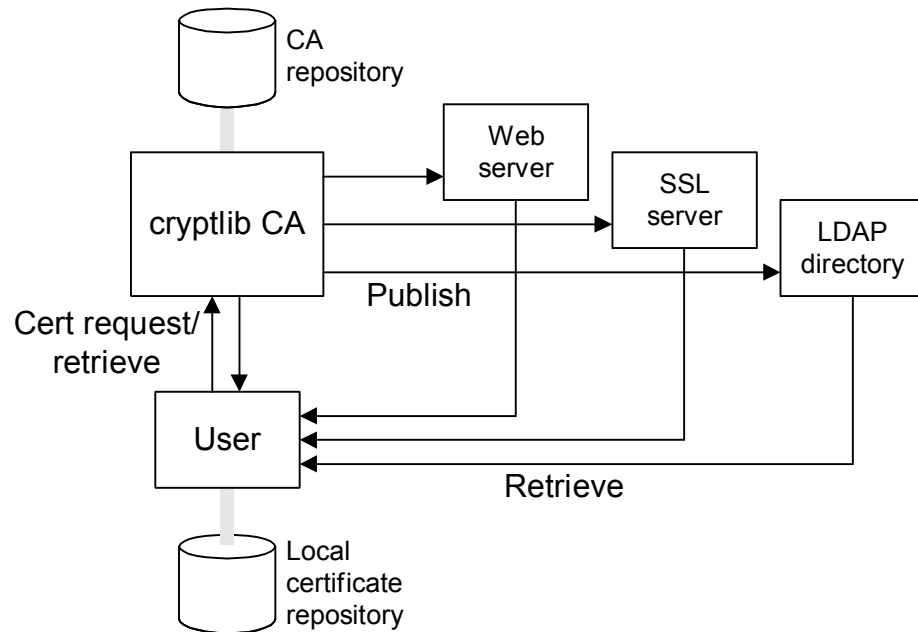 CA
repository
Web
server
cryptlib CA
SSL
server
LDAP
directory
Publish
Cert request/
retrieve
User
Retrieve
Local
certificate
repository